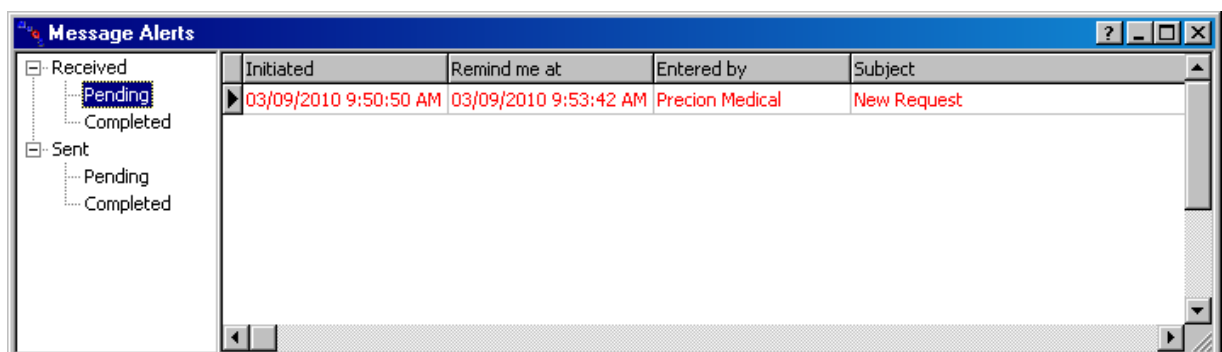 Message Alerts
Received
Pending
Completed
Sent
Pending
Completed
Initiated Remind me at Entered by Subject
03/09/2010 9:50:50 AM 03/09/2010 9:53:42 AM Precion Medical New Request